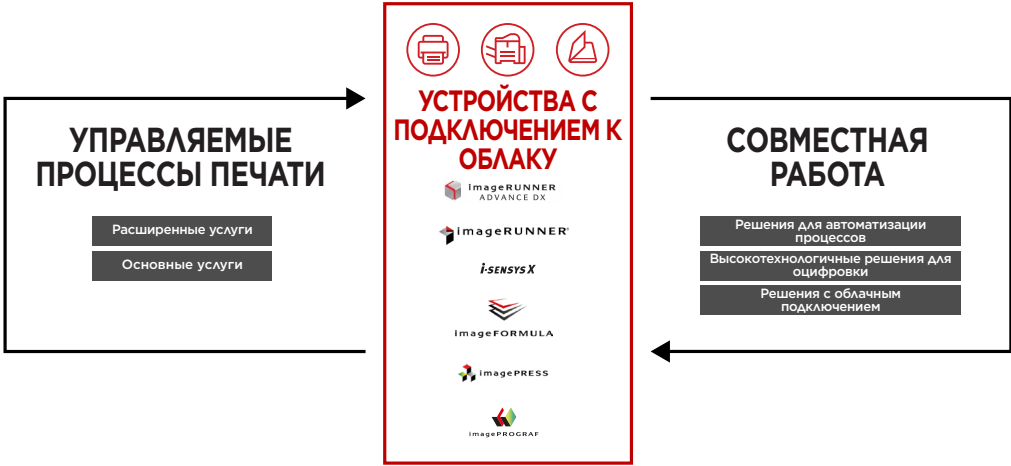 УПРАВЛЯЕМЫЕ
ПРОЦЕССЫ ПЕЧАТИ
Расширенные услуги
Основные услуги
УСТРОЙСТВА С
ПОДКЛЮЧЕНИЕМ К
ОБЛАКУ
imageRUNNER
ADVANCE DX
imageRUNNER®
i-SENSYS X
imageFORMULA
imagePRESS
imagePROGRAF
СОВМЕСТНАЯ
РАБОТА
Решения для автоматизации
процессов
Высокотехнологичные решения для
оцифровки
Решения с облачным
подключением